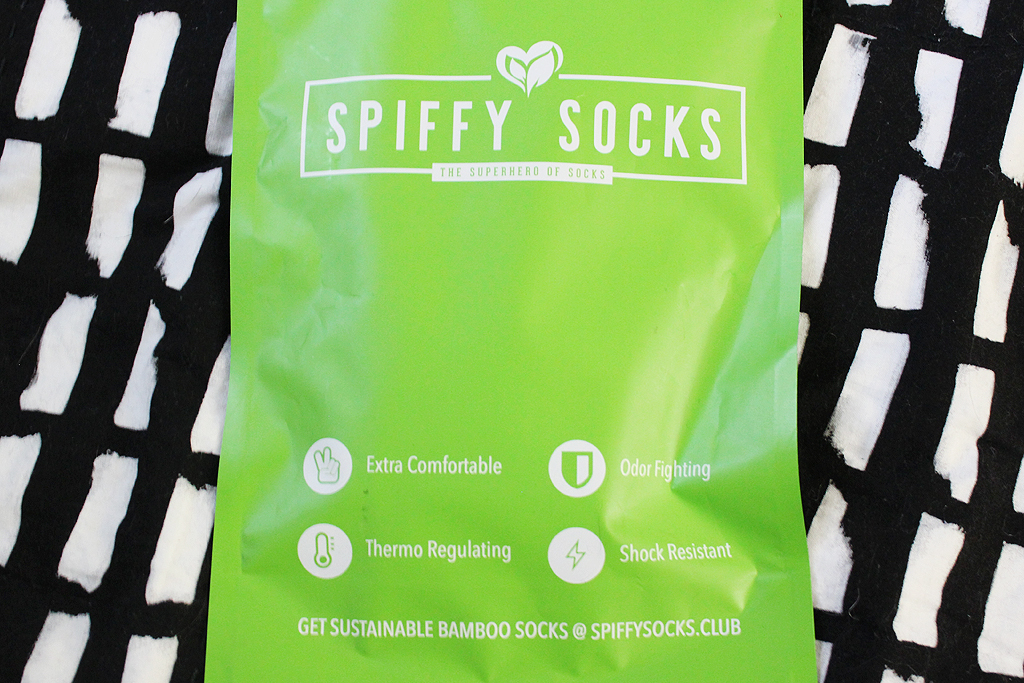 SPIFFY SOCKS
THE SUPERHERO OF SOCKS
Extra Comfortable
Odor Fighting
Thermo Regulating
Shock Resistant
GET SUSTAINABLE BAMBOO SOCKS @ SPIFFYSOCKS.CLUB